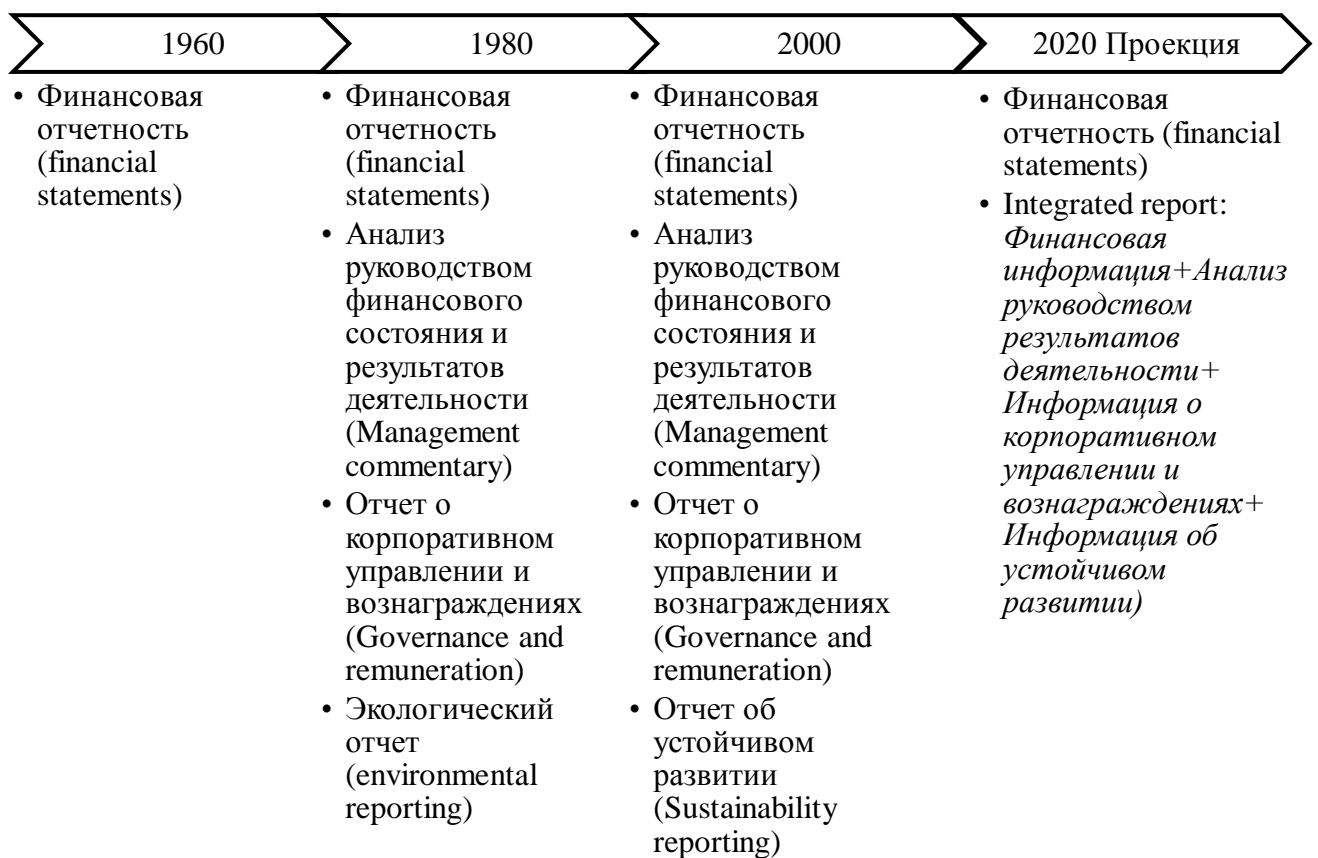 1960
1980
2000
2020 Проекция
• Финансовая
отчетность
(financial
statements)
• Финансовая
отчетность
(financial
statements)
• Анализ
руководством
финансового
состояния и
результатов
деятельности
(Management
commentary)
• Отчет о
корпоративном
управлении и
вознаграждениях
(Governance and
remuneration)
• Экологический
отчет
(environmental
reporting)
• Финансовая
отчетность
(financial
statements)
• Анализ
руководством
финансового
состояния и
результатов
деятельности
(Management
commentary)
• Отчет о
корпоративном
управлении и
вознаграждениях
(Governance and
remuneration)
• Отчет об
устойчивом
развитии
(Sustainability
reporting)
• Финансовая
отчетность (financial
statements)
• Integrated report:
Финансовая
информация+Анализ
руководством
результатов
деятельности+
Информация о
корпоративном
управлении и
вознаграждениях+
Информация об
устойчивом
развитии)